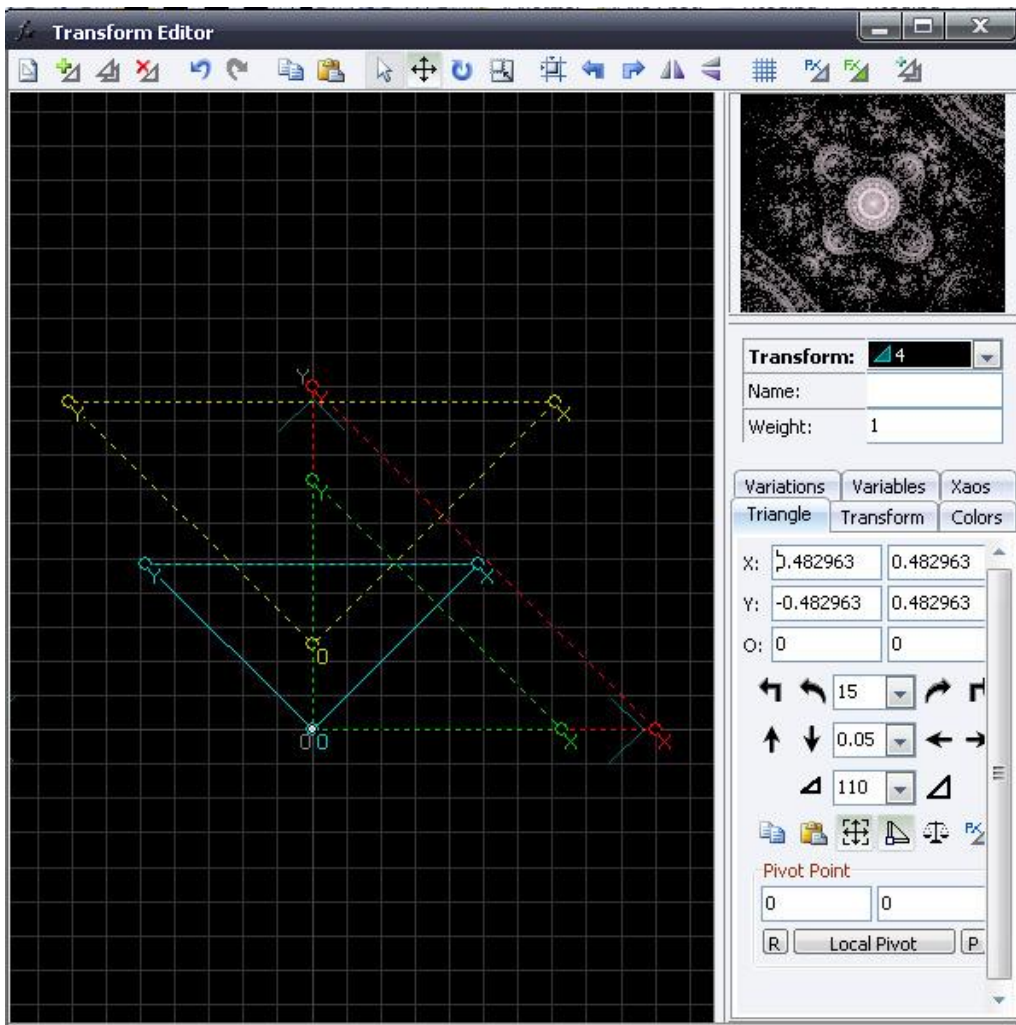 Transform Editor
Transform: 4
Name:
Weight: 1
Variations Variables Xaos
Triangle Transform Colors
X: 0.482963 0.482963
Y: -0.482963 0.482963
O: 0 0
15
0.05
110
Pivot Point
0 0
R Local Pivot P
Y
Y
Y X
Y
O
Y X
O O X X